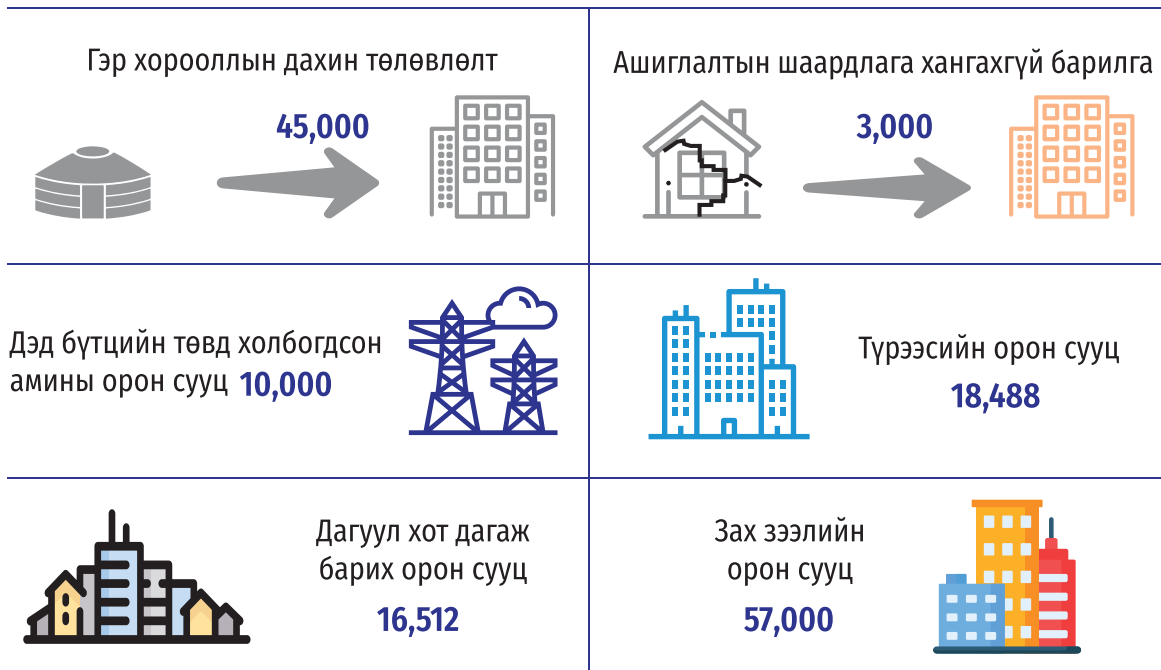 Гэр хорооллын дахин төлөвлөлт
45,000
Ашиглалтын шаардлага хангахгүй барилга
3,000
Дэд бүтцийн төвд холбогдсон
амины орон сууц 10,000
Түрээсийн орон сууц
18,488
Дагуул хот дагаж
барих орон сууц
16,512
Зах зээлийн
орон сууц
57,000